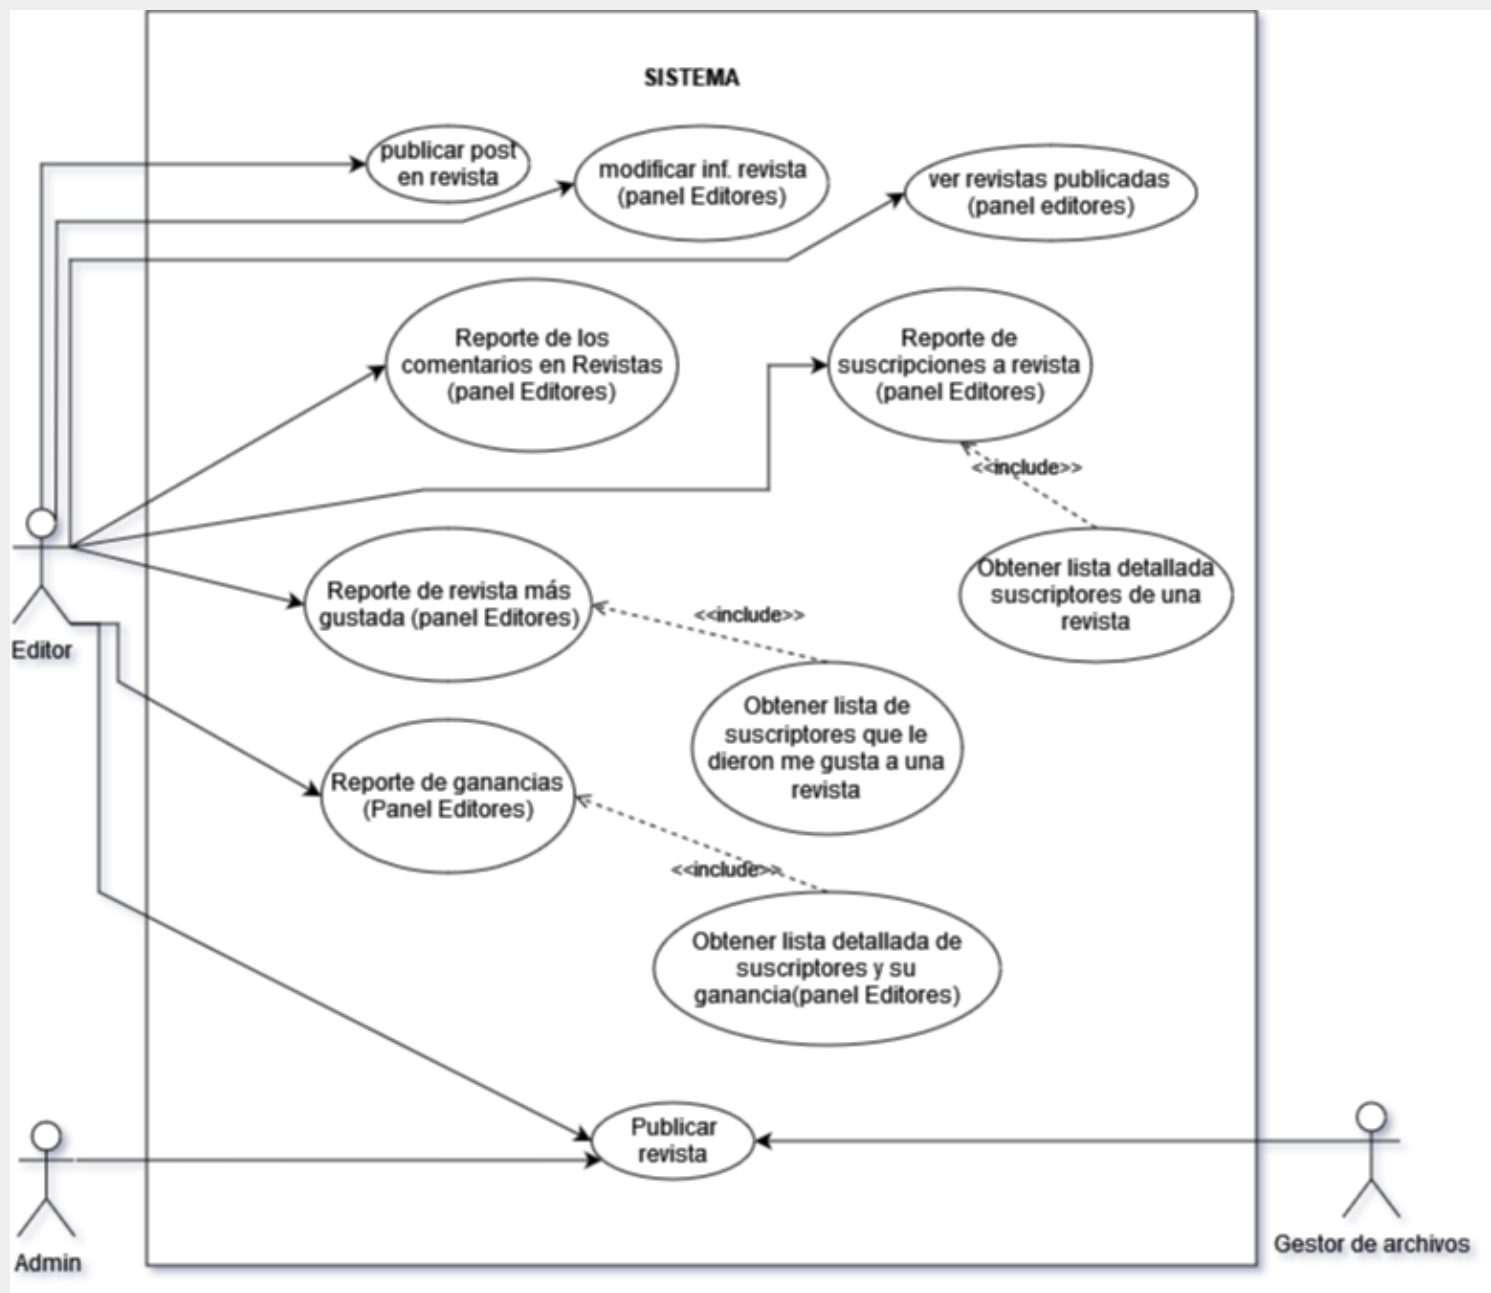 SISTEMA
publicar post
en revista
modificar inf. revista
(panel Editores)
ver revistas publicadas
(panel editores)
Reporte de los
comentarios en Revistas
(panel Editores)
Reporte de
suscripciones a revista
(panel Editores)
<<include>>
Obtener lista detallada
suscriptores de una
revista
Reporte de revista más
gustada (panel Editores)
<<include>>
Editor
Obtener lista de
suscriptores que le
dieron me gusta a una
revista
Reporte de ganancias
(Panel Editores)
<<include>>
Obtener lista detallada de
suscriptores y su
ganancia(panel Editores)
Publicar
revista
Admin
Gestor de archivos